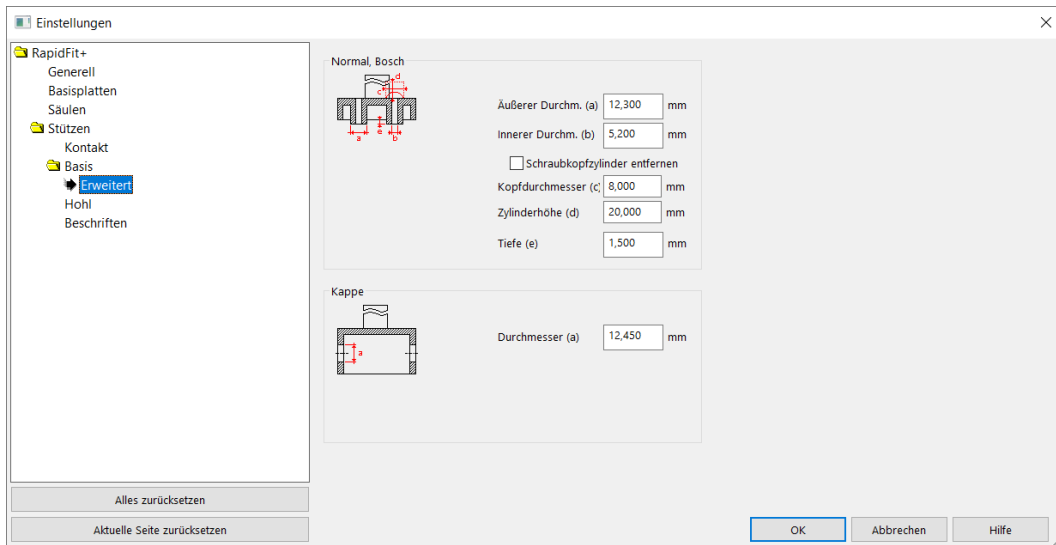 Einstellungen
RapidFit+
Generell
Basisplatten
Säulen
Stützen
Kontakt
Basis
Erweitert
Hohl
Beschriften
Alles zurücksetzen
Aktuelle Seite zurücksetzen
Normal, Bosch
d
c
a
e
b
Äußerer Durchm. (a) 12,300 mm
Innerer Durchm. (b) 5,200 mm
Schraubkopfzylinder entfernen
Kopfdurchmesser (c) 8,000 mm
Zylinderhöhe (d) 20,000 mm
Tiefe (e) 1,500 mm
Kappe
a
Durchmesser (a) 12,450 mm
OK Abbrechen Hilfe